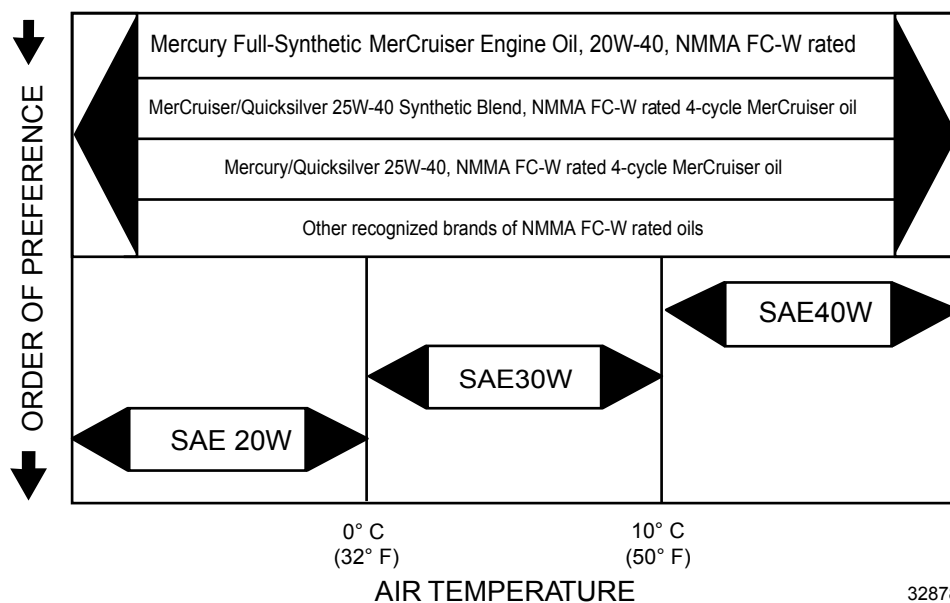 ORDER OF PREFERENCE
Mercury Full-Synthetic MerCruiser Engine Oil, 20W-40, NMMA FC-W rated
MerCruiser/Quicksilver 25W-40 Synthetic Blend, NMMA FC-W rated 4-cycle MerCruiser oil
Mercury/Quicksilver 25W-40, NMMA FC-W rated 4-cycle MerCruiser oil
Other recognized brands of NMMA FC-W rated oils
SAE40W
SAE30W
SAE 20W
0° C 10° C
(32° F) (50° F)
AIR TEMPERATURE